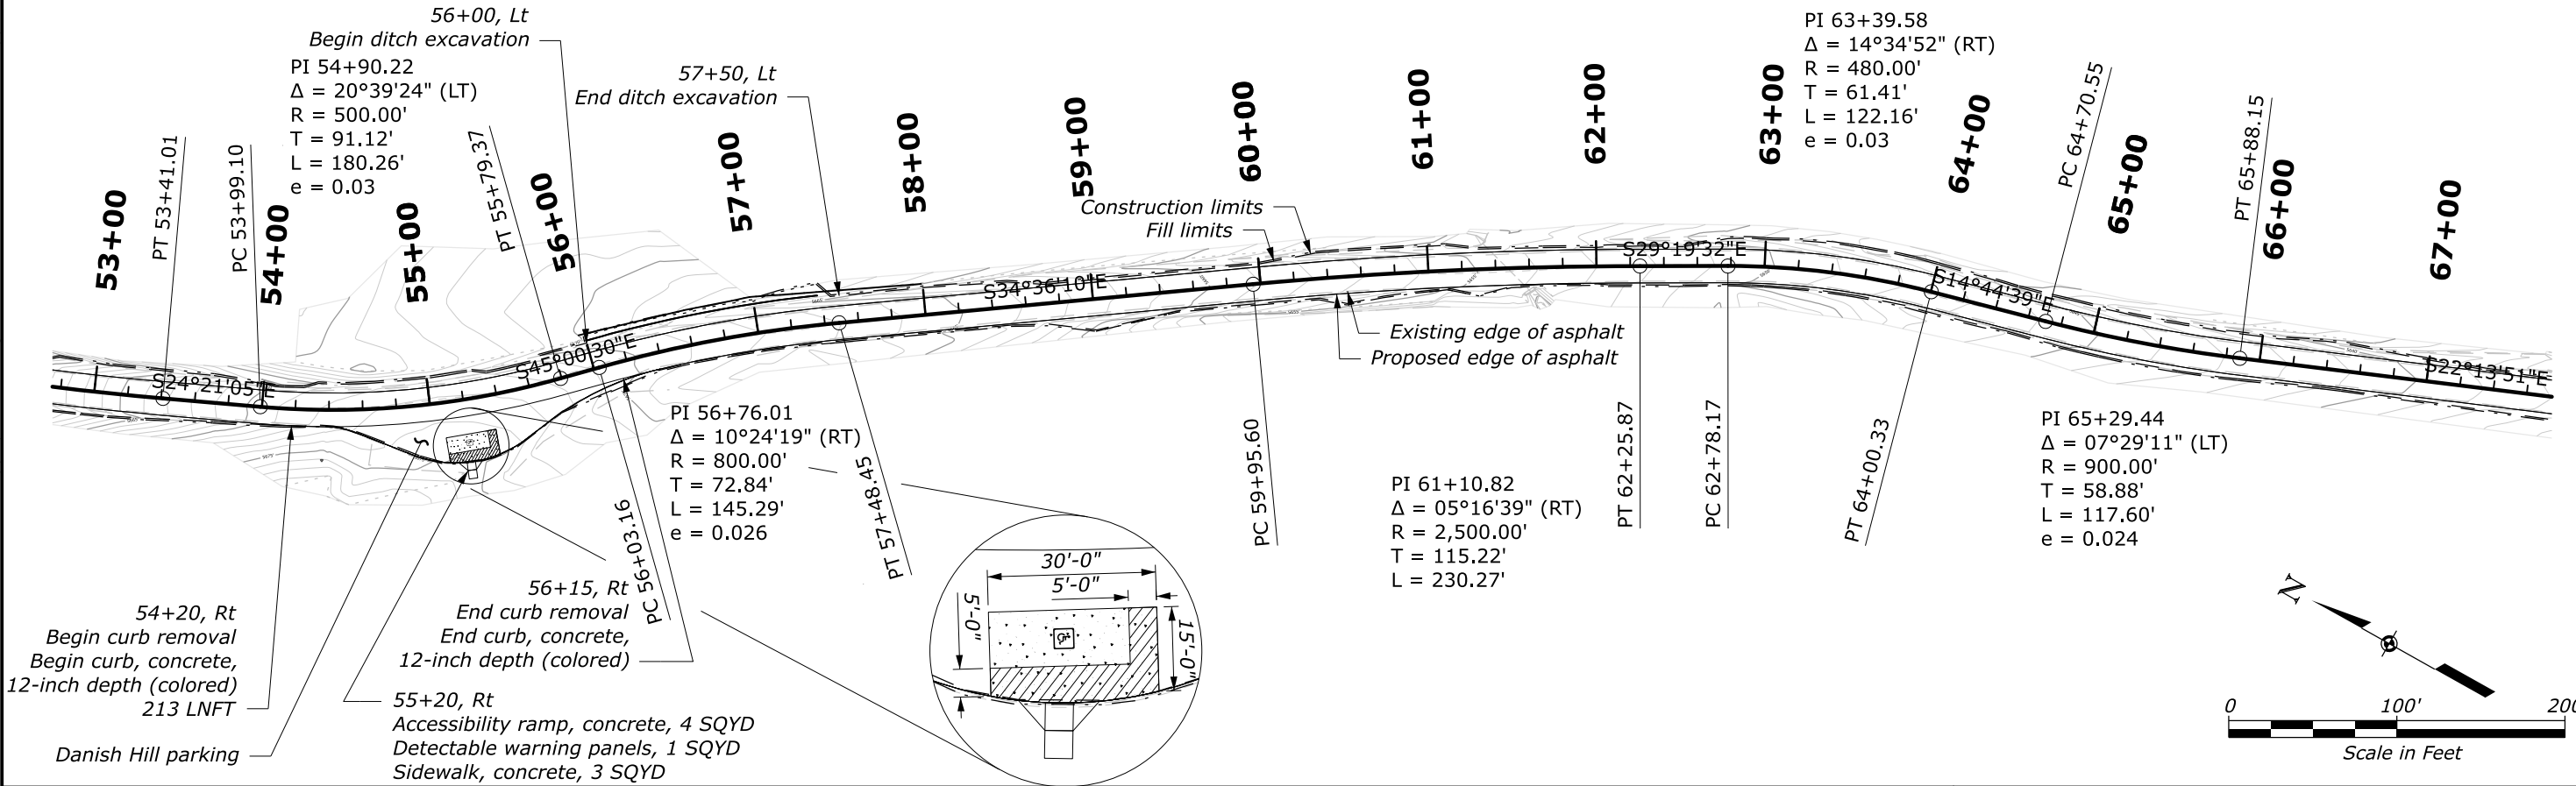 56+00, Lt
Begin ditch excavation
PI 54+90.22
Δ = 20°39'24" (LT)
R = 500.00'
T = 91.12'
L = 180.26'
e = 0.03
57+50, Lt
End ditch excavation
PI 63+39.58
Δ = 14°34'52" (RT)
R = 480.00'
T = 61.41'
L = 122.16'
e = 0.03
53+00
PT 53+41.01
PC 53+99.10
54+00
55+00
PT 55+79.37
56+00
57+00
58+00
59+00
60+00
61+00
62+00
63+00
64+00
PC 64+70.55
65+00
PT 65+88.15
66+00
67+00
Construction limits
Fill limits
S24°21'05"E
S45°00'30"E
S34°36'10"E
S29°19'32"E
S14°44'39"E
S22°13'51"E
Existing edge of asphalt
Proposed edge of asphalt
PI 56+76.01
Δ = 10°24'19" (RT)
R = 800.00'
T = 72.84'
L = 145.29'
e = 0.026
PC 56+03.16
PT 57+48.45
PC 59+95.60
PI 61+10.82
Δ = 05°16'39" (RT)
R = 2,500.00'
T = 115.22'
L = 230.27'
PT 62+25.87
PC 62+78.17
PT 64+00.33
PI 65+29.44
Δ = 07°29'11" (LT)
R = 900.00'
T = 58.88'
L = 117.60'
e = 0.024
54+20, Rt
Begin curb removal
Begin curb, concrete,
12-inch depth (colored)
213 LNFT
Danish Hill parking
56+15, Rt
End curb removal
End curb, concrete,
12-inch depth (colored)
55+20, Rt
Accessibility ramp, concrete, 4 SQYD
Detectable warning panels, 1 SQYD
Sidewalk, concrete, 3 SQYD
30'-0"
5'-0"
5'-0"
15'-0"
N
0 100' 200
Scale in Feet